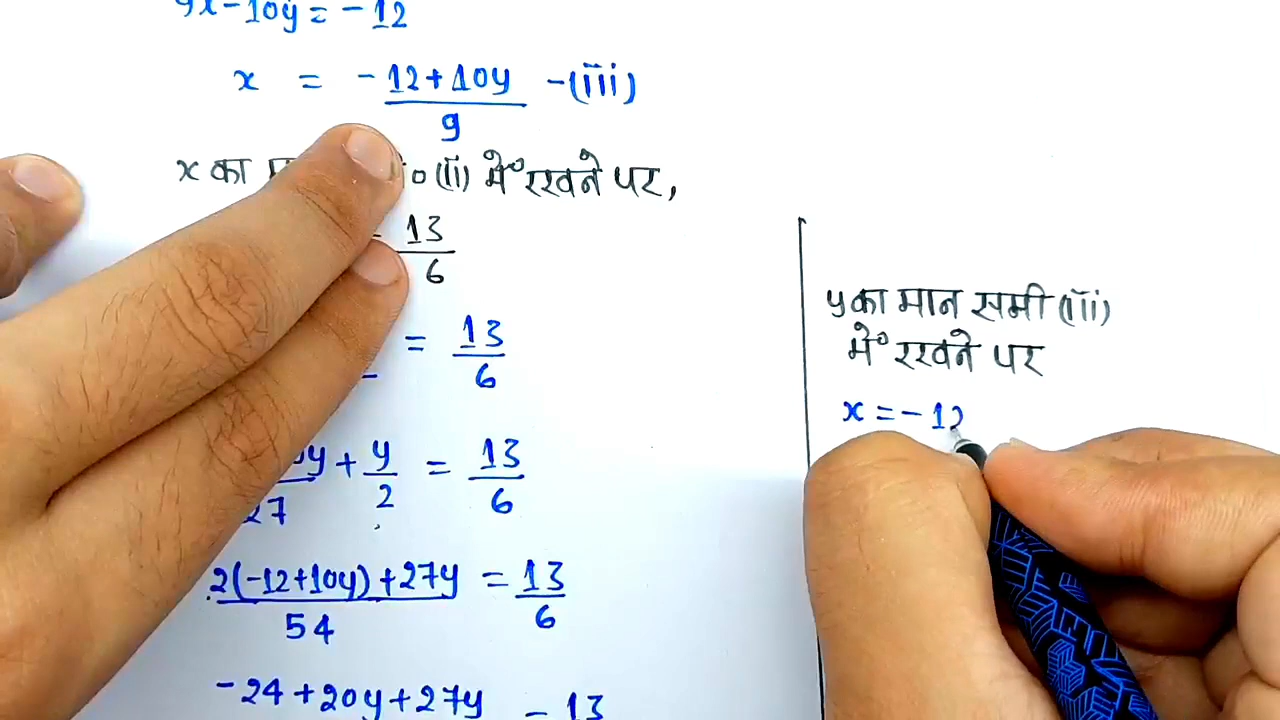 9x-10y = -12
x = -12+10y -(iii)
9
x का (ii) में रखने पर,
13
6
= 13
6
y + y = 13
27 2 6
2(-12+10y)+27y = 13
54 6
-24+20y+27y = 13
y का मान समी (iii)
में रखने पर
x = -12